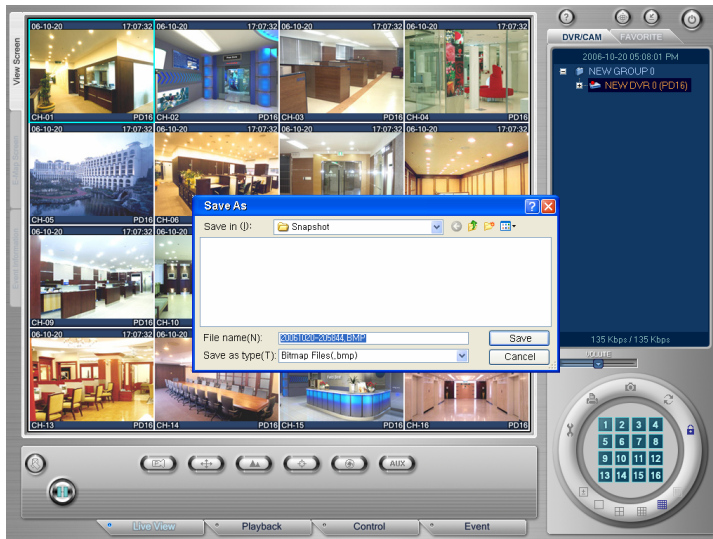 06-10-20 17:07:32
06-10-20 17:07:32
06-10-20 17:07:32
06-10-20 17:07:32
CH-01 PD16
CH-02 PD16
CH-03 PD16
CH-04 PD16
06-10-20 17:07:32
06-10-20 17:07:32
06-10-20 17:07:32
06-10-20 17:07:32
CH-05 PD16
CH-06
06-10-20
CH-09 PD16
CH-10
06-10-20 17:07:32
CH-13 PD16
CH-14 PD16
CH-15 PD16
CH-16 PD16
View Screen
Save As
Save in (I): Snapshot
File name(N): 20061020-205844.BMP
Save as type(T): Bitmap Files(.bmp)
Save
Cancel
DVR/CAM
FAVORITE
2006-10-20 05:08:01 PM
NEW GROUP 0
NEW DVR 0 (PD16)
135 Kbps / 135 Kbps
VOLUME
1 2 3 4
5 6 7 8
9 10 11 12
13 14 15 16
AUX
Live View
Playback
Control
Event